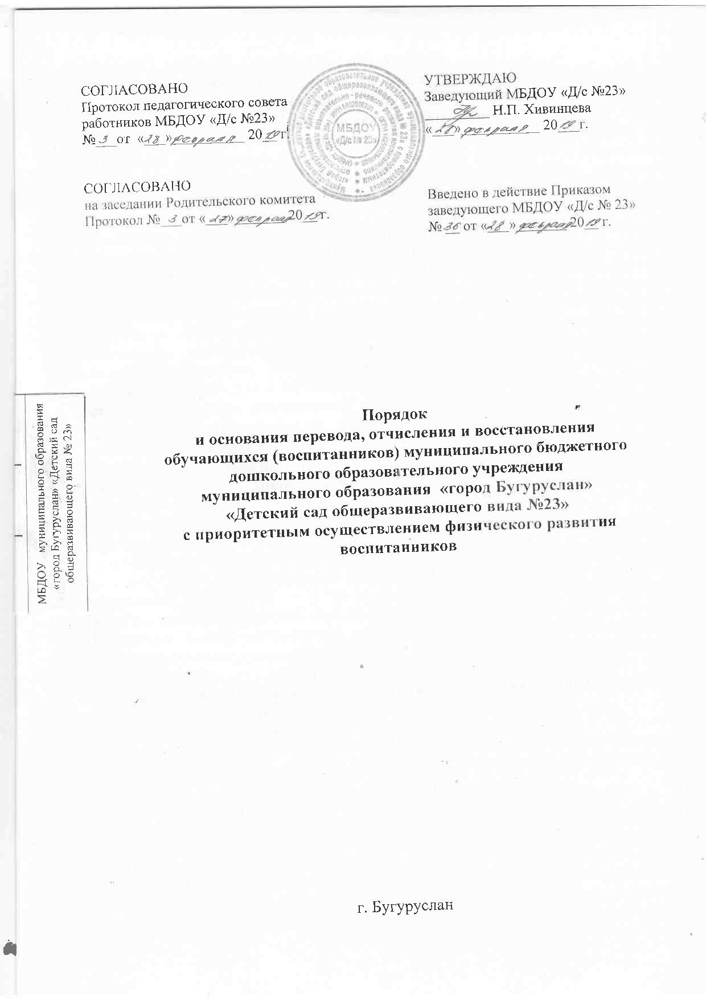 СОГЛАСОВАНО
Протокол педагогического совета
работников МБДОУ «Д/с №23»
№ 3 от «28» февраля 2019 г.
УТВЕРЖДАЮ
Заведующий МБДОУ «Д/с №23»
Н.П. Хивинцева
«28» февраля 2019 г.
МБДОУ
«Д/с № 23»
СОГЛАСОВАНО
на заседании Родительского комитета
Протокол № 3 от «27» февраля 2019 г.
Введено в действие Приказом
заведующего МБДОУ «Д/с № 23»
№ 36 от «28» февраля 2019 г.
МБДОУ муниципального образования
«город Бугуруслан» «Детский сад
общеразвивающего вида № 23»
Порядок
и основания перевода, отчисления и восстановления
обучающихся (воспитанников) муниципального бюджетного
дошкольного образовательного учреждения
муниципального образования «город Бугуруслан»
«Детский сад общеразвивающего вида №23»
с приоритетным осуществлением физического развития
воспитанников
г. Бугуруслан